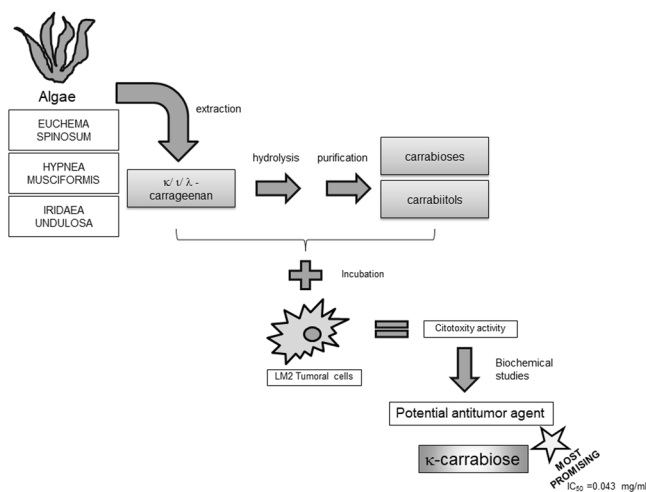 Algae
EUCHEMA
SPINOSUM
HYPNEA
MUSCIFORMIS
IRIDAEA
UNDULOSA
extraction
κ/ ι/ λ -
carrageenan
hydrolysis
purification
carrabioses
carrabiitols
Incubation
LM2 Tumoral cells
Citotoxity activity
Biochemical
studies
Potential antitumor agent
κ-carrabiose
MOST
PROMISING
IC50 =0.043 mg/ml